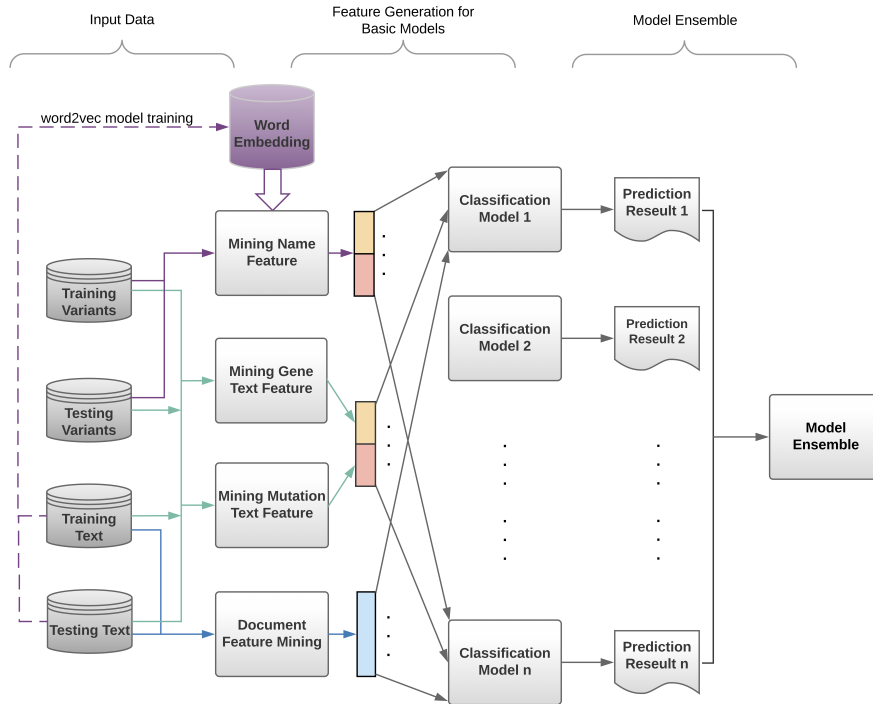 Input Data
Feature Generation for
Basic Models
Model Ensemble
word2vec model training
Word
Embedding
Mining Name
Feature
Training
Variants
Mining Gene
Text Feature
Testing
Variants
Mining Mutation
Text Feature
Training
Text
Document
Feature Mining
Testing Text
Classification
Model 1
Prediction
Reseult 1
Classification
Model 2
Prediction
Reseult 2
Classification
Model n
Prediction
Reseult n
Model
Ensemble